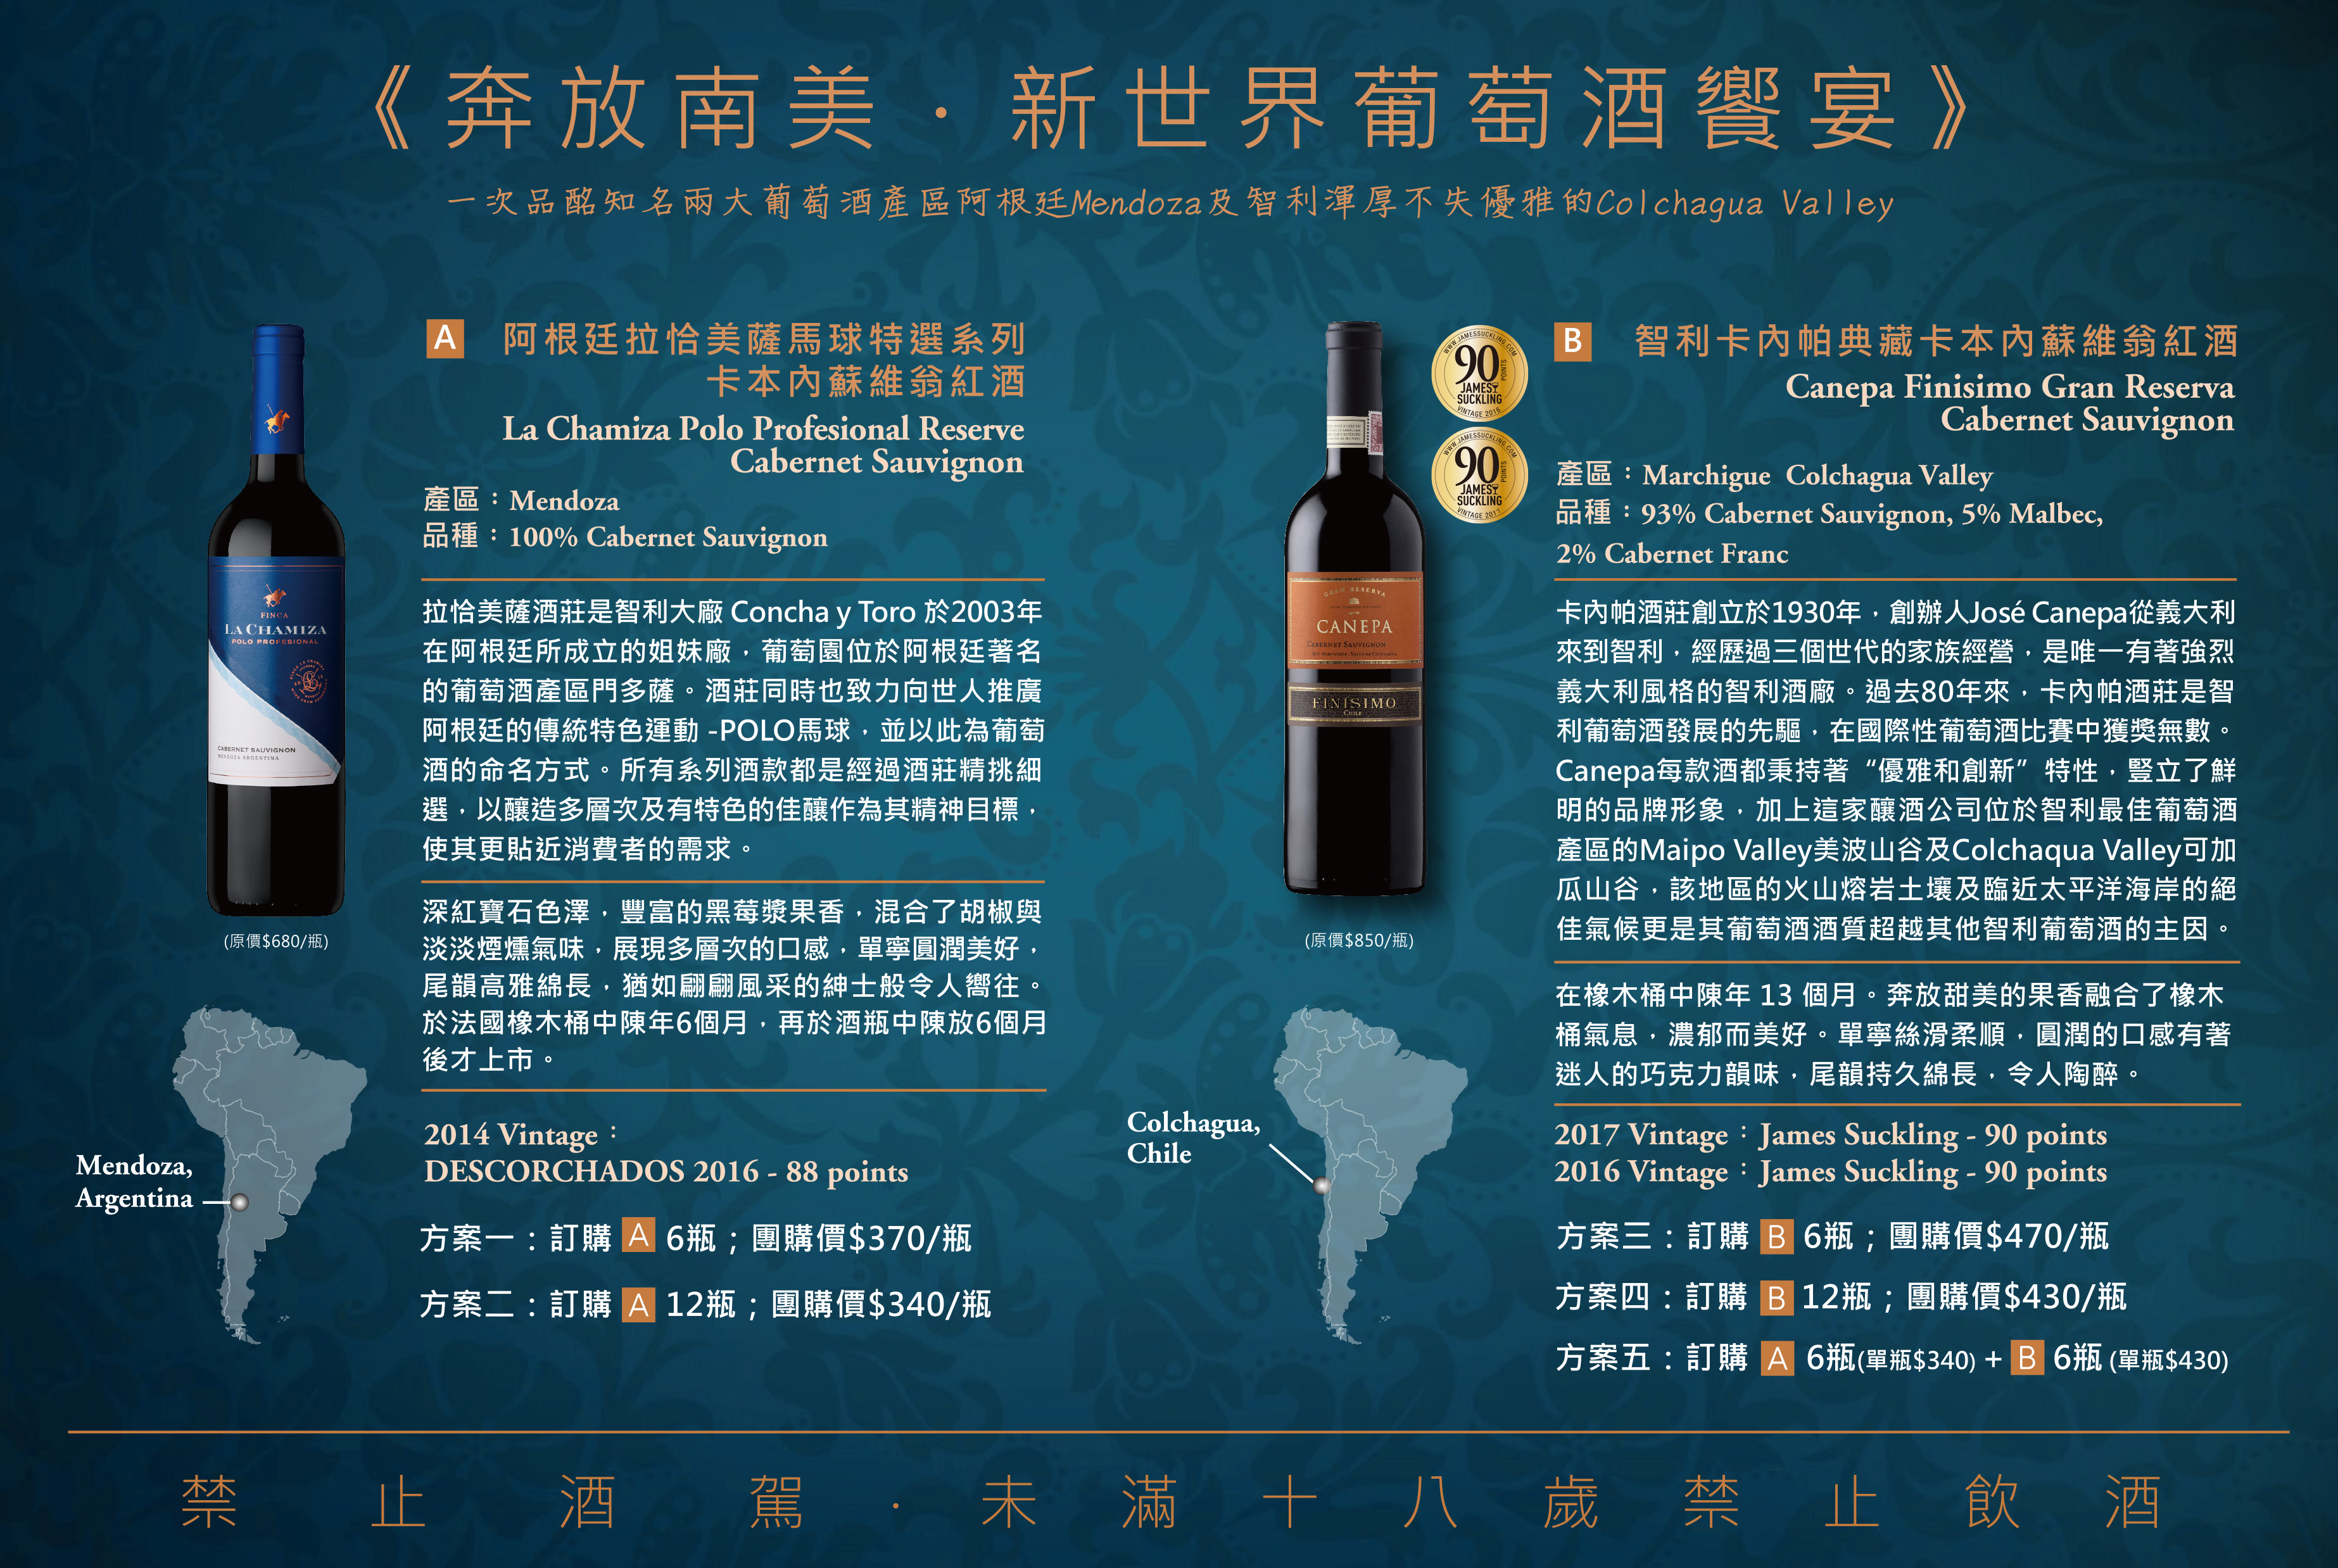 《奔放南美·新世界葡萄酒饗宴》
一次品酩知名兩大葡萄酒產區阿根廷Mendoza及智利渾厚不失優雅的Colchagua Valley
A 阿根廷拉恰美薩馬球特選系列
卡本內蘇維翁紅酒
La Chamiza Polo Profesional Reserve
Cabernet Sauvignon
產區：Mendoza
品種：100% Cabernet Sauvignon
拉恰美薩酒莊是智利大廠 Concha y Toro 於2003年
在阿根廷所成立的姐妹廠，葡萄園位於阿根廷著名
的葡萄酒產區門多薩。酒莊同時也致力向世人推廣
阿根廷的傳統特色運動 -POLO馬球，並以此為葡萄
酒的命名方式。所有系列酒款都是經過酒莊精挑細
選，以釀造多層次及有特色的佳釀作為其精神目標，
使其更貼近消費者的需求。
深紅寶石色澤，豐富的黑莓漿果香，混合了胡椒與
淡淡煙燻氣味，展現多層次的口感，單寧圓潤美好，
尾韻高雅綿長，猶如翩翩風采的紳士般令人嚮往。
於法國橡木桶中陳年6個月，再於酒瓶中陳放6個月
後才上市。
2014 Vintage：
DESCORCHADOS 2016 - 88 points
方案一：訂購 A 6瓶；團購價$370/瓶
方案二：訂購 A 12瓶；團購價$340/瓶
FINCA
LA CHAMIZA
POLO PROFESIONAL
CABERNET SAUVIGNON
MENDOZA ARGENTINA
(原價$680/瓶)
Mendoza,
Argentina
B 智利卡內帕典藏卡本內蘇維翁紅酒
Canepa Finisimo Gran Reserva
Cabernet Sauvignon
產區：Marchigue Colchagua Valley
品種：93% Cabernet Sauvignon, 5% Malbec,
2% Cabernet Franc
卡內帕酒莊創立於1930年，創辦人José Canepa從義大利
來到智利，經歷過三個世代的家族經營，是唯一有著強烈
義大利風格的智利酒廠。過去80年來，卡內帕酒莊是智
利葡萄酒發展的先驅，在國際性葡萄酒比賽中獲獎無數。
Canepa每款酒都秉持著“優雅和創新”特性，豎立了鮮
明的品牌形象，加上這家釀酒公司位於智利最佳葡萄酒
產區的Maipo Valley美波山谷及Colchaqua Valley可加
瓜山谷，該地區的火山熔岩土壤及臨近太平洋海岸的絕
佳氣候更是其葡萄酒酒質超越其他智利葡萄酒的主因。
在橡木桶中陳年 13 個月。奔放甜美的果香融合了橡木
桶氣息，濃郁而美好。單寧絲滑柔順，圓潤的口感有著
迷人的巧克力韻味，尾韻持久綿長，令人陶醉。
2017 Vintage：James Suckling - 90 points
2016 Vintage：James Suckling - 90 points
方案三：訂購 B 6瓶；團購價$470/瓶
方案四：訂購 B 12瓶；團購價$430/瓶
方案五：訂購 A 6瓶(單瓶$340) + B 6瓶 (單瓶$430)
WWW.JAMESSUCKLING.COM
90
POINTS
JAMES
SUCKLING
VINTAGE 2016
WWW.JAMESSUCKLING.COM
90
POINTS
JAMES
SUCKLING
GRAN RESERVA
CANEPA
CABERNET SAUVIGNON
FINISIMO
CHILE
(原價$850/瓶)
Colchagua,
Chile
禁止酒駕·未滿十八歲禁止飲酒